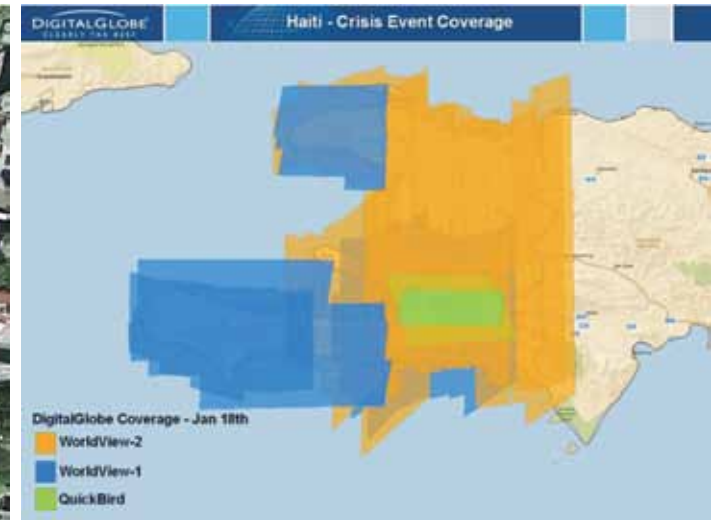 DIGITALGLOBE
CLEARLY THE BEST
Haiti - Crisis Event Coverage
DigitalGlobe Coverage - Jan 18th
WorldView-2
WorldView-1
QuickBird